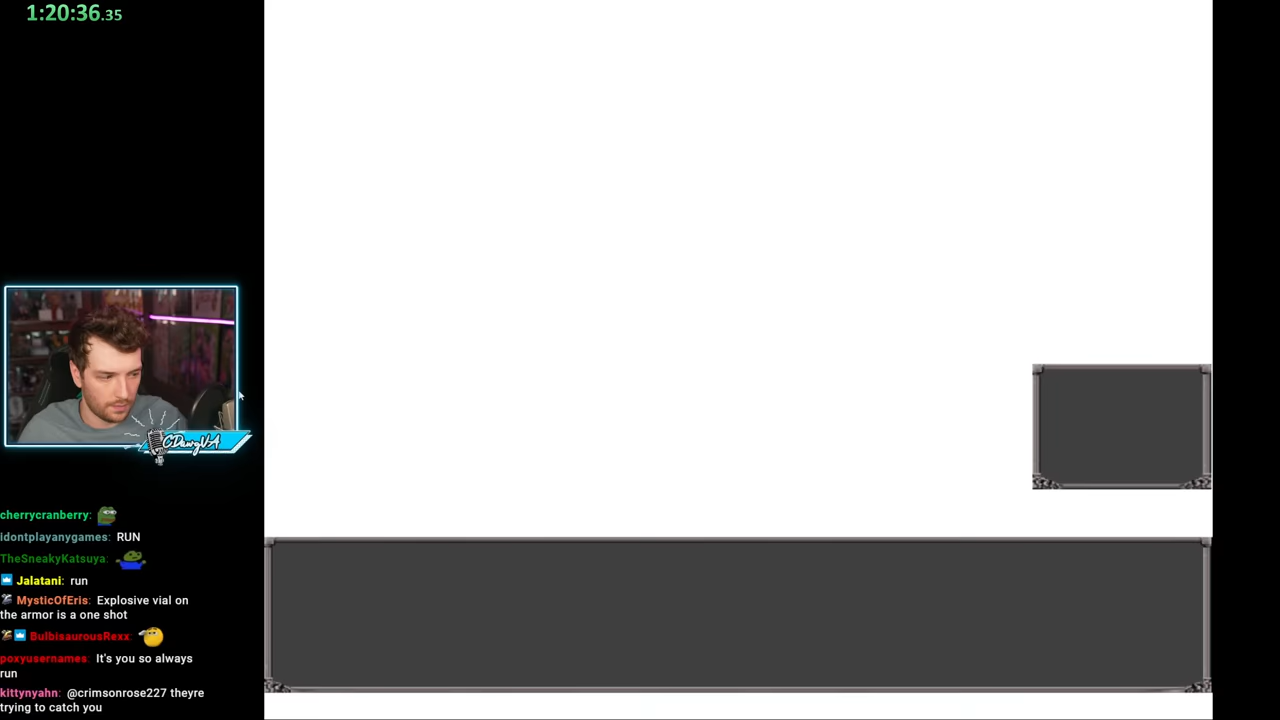 1:20:36.35
CDawgVA
cherrycranberry:
idontplayanygames: RUN
TheSneakyKatsuya:
Jalatani: run
MysticOfEris: Explosive vial on
the armor is a one shot
BulbisaurousRexx:
poxyusernames: It's you so always
run
kittynyahn: @crimsonrose227 theyre
trying to catch you